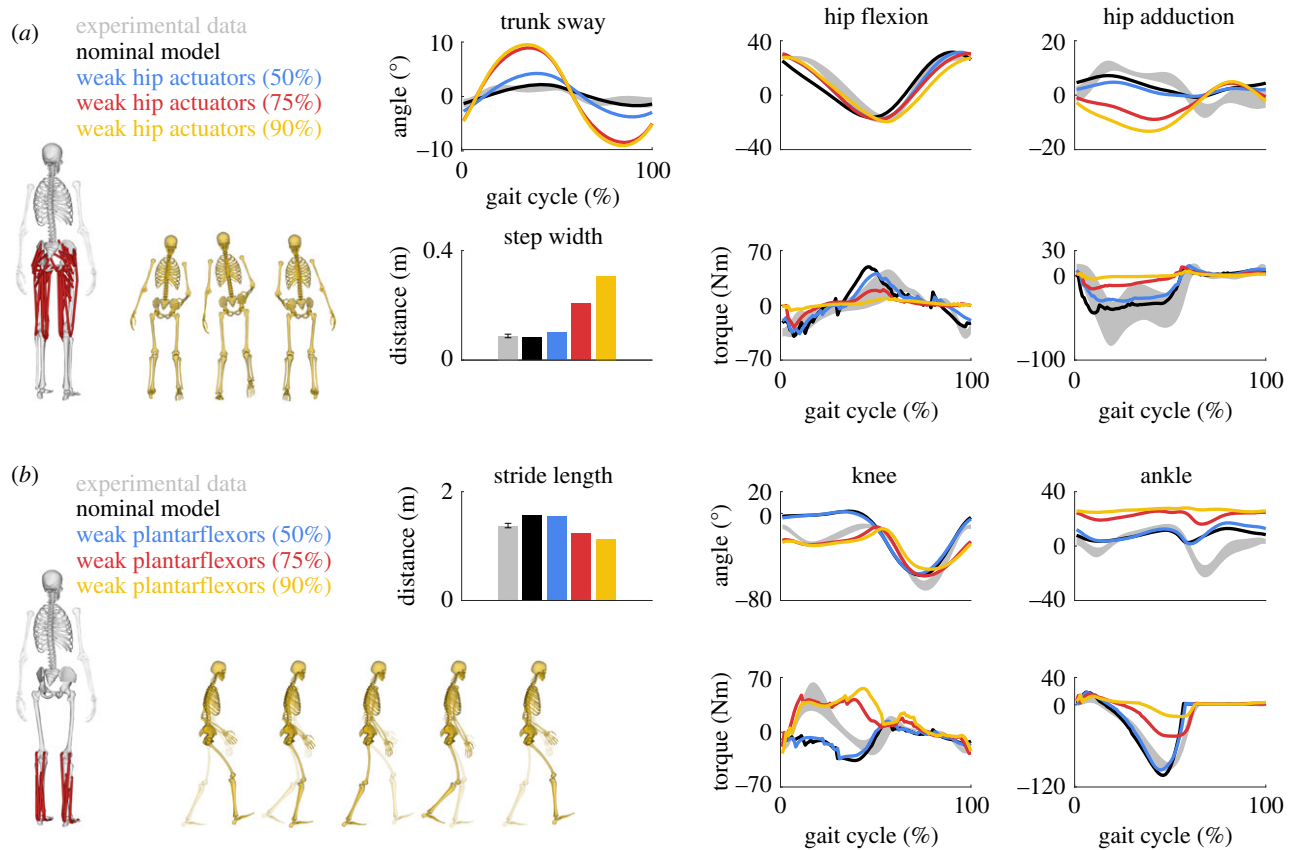 (a)
experimental data
nominal model
weak hip actuators (50%)
weak hip actuators (75%)
weak hip actuators (90%)
trunk sway
angle (°)
10
0
−10
0
100
gait cycle (%)
hip flexion
40
0
−40
hip adduction
20
0
−20
step width
distance (m)
0.4
0
torque (Nm)
70
0
−70
0
100
gait cycle (%)
30
0
−100
0
100
gait cycle (%)
(b)
experimental data
nominal model
weak plantarflexors (50%)
weak plantarflexors (75%)
weak plantarflexors (90%)
stride length
distance (m)
2
0
knee
angle (°)
20
0
−80
ankle
40
0
−40
torque (Nm)
70
0
−70
0
100
gait cycle (%)
40
0
−120
0
100
gait cycle (%)